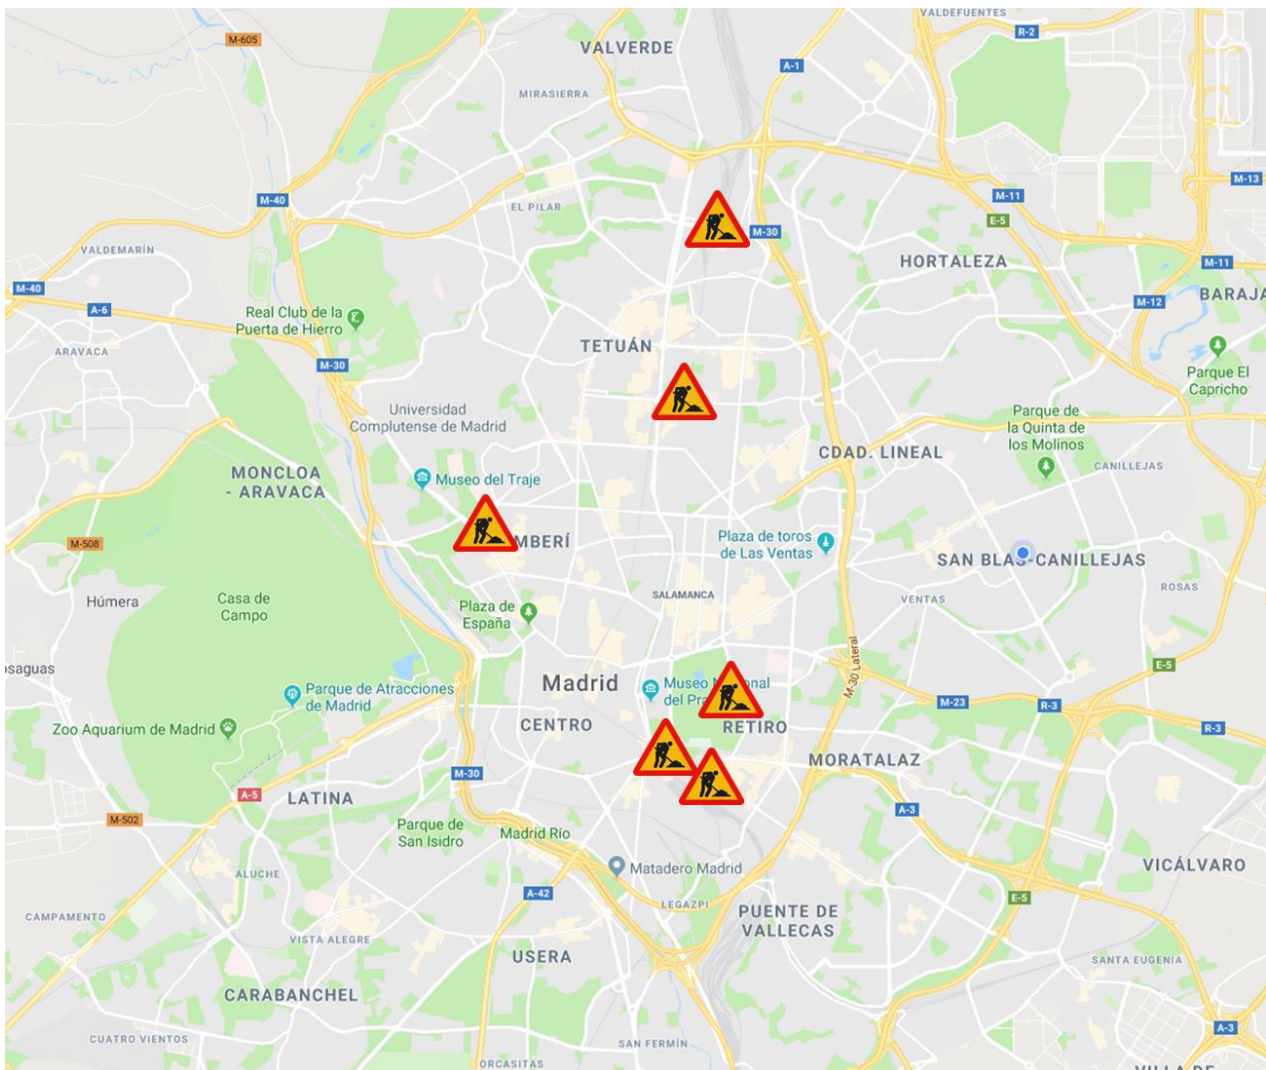 VALDEFUENTES
M-605
R-2
VALVERDE
A-1
MIRASIERRA
M-13
M-40
M-11
EL PILAR
E-5
M-30
VALDEMARÍN
HORTALEZA
M-11
M-40
BARAJA
A-6
M-12
Real Club de la
Puerta de Hierro
TETUÁN
ARAVACA
M-30
Parque El
Capricho
Universidad
Complutense de Madrid
Parque de
la Quinta de
los Molinos
CDAD. LINEAL
MONCLOA
- ARAVACA
CANILLEJAS
Museo del Traje
MBERÍ
Plaza de toros
de Las Ventas
M-508
SAN BLAS-CANILLEJAS
ROSAS
Húmera
Casa de
Campo
Plaza de
España
SALAMANCA
VENTAS
M-30 Lateral
osaguas
E-5
Madrid
Museo N onal
del Pra
Parque de Atracciones
de Madrid
M-23
R-3
Zoo Aquarium de Madrid
CENTRO
RETIRO
R-3
MORATALAZ
M-30
A-5
LATINA
A-3
M-502
Parque de
San Isidro
Madrid Río
Matadero Madrid
VICÁLVARO
ALUCHE
A-42
E-5
LEGAZPI
CAMPAMENTO
PUENTE DE
VALLECAS
VISTA ALEGRE
USERA
SANTA EUGENIA
CARABANCHEL
A-3
CUATRO VIENTOS
SAN FERMÍN
ORCASITAS
VILLA DE